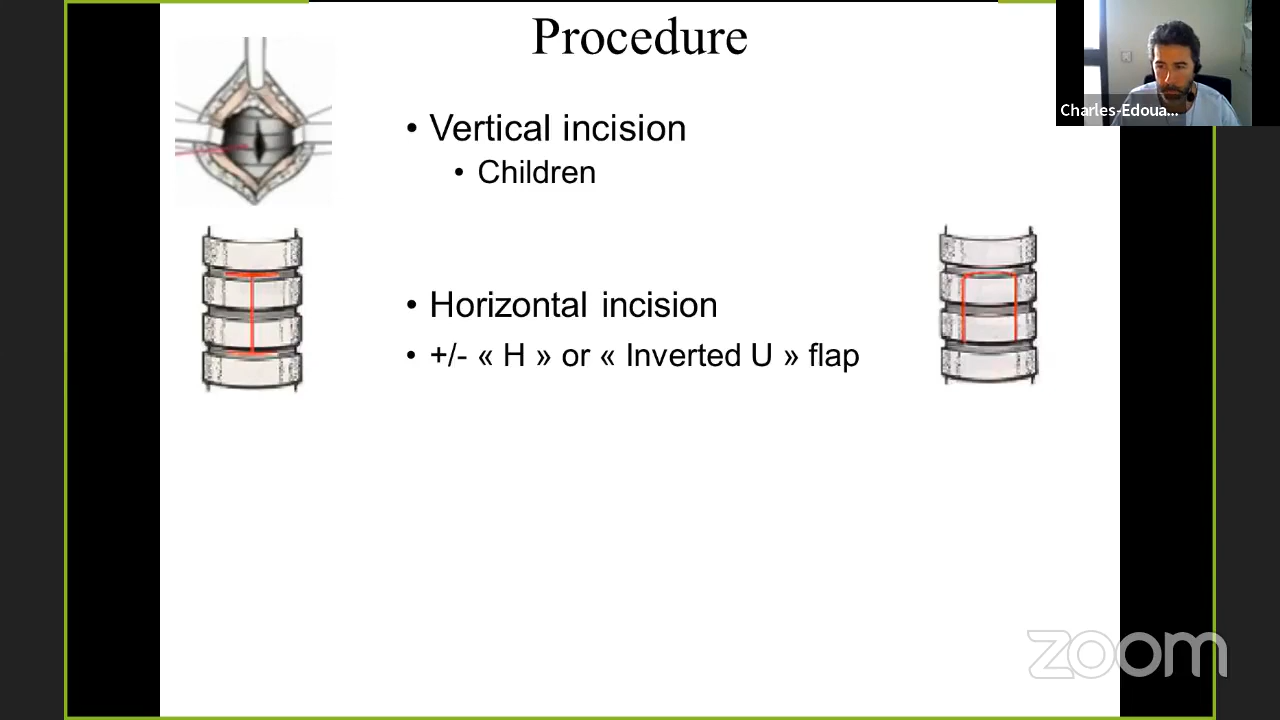 Procedure
Charles-Edoua...
• Vertical incision
• Children
• Horizontal incision
• +/- « H » or « Inverted U » flap
zoom